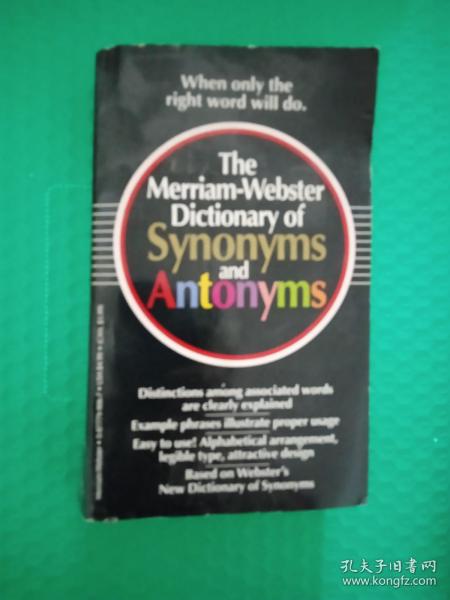 When only the
right word will do.
The
Merriam-Webster
Dictionary of
Synonyms
and
Antonyms
Distinctions among associated words
are clearly explained
Example phrases illustrate proper usage
Easy to use! Alphabetical arrangement,
legible type, attractive design
Based on Webster's
New Dictionary of Synonyms
孔夫子旧书网
www.kongfz.com